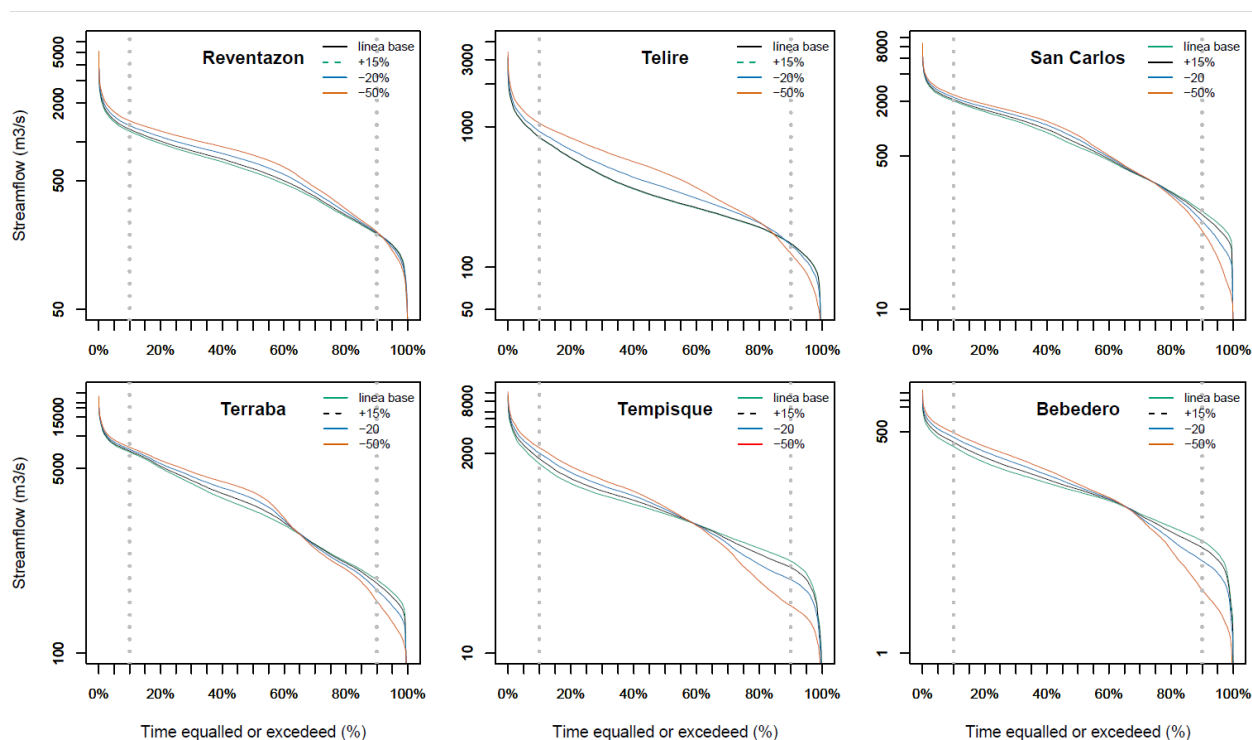 Reventazon
línea base
+15%
−20%
−50%
Telire
línea base
+15%
−20%
−50%
San Carlos
línea base
+15%
−20
−50%
Streamflow (m3/s)
5000
2000
500
50
3000
1000
100
50
8000
2000
500
10
0% 20% 40% 60% 80% 100%
0% 20% 40% 60% 80% 100%
0% 20% 40% 60% 80% 100%
Terraba
linea base
+15%
−20
−50%
Tempisque
linea base
+15%
−20
−50%
Bebedero
linea base
+15%
−20
−50%
Streamflow (m3/s)
15000
5000
100
8000
2000
10
500
1
0% 20% 40% 60% 80% 100%
0% 20% 40% 60% 80% 100%
0% 20% 40% 60% 80% 100%
Time equalled or excedeed (%)
Time equalled or excedeed (%)
Time equalled or excedeed (%)